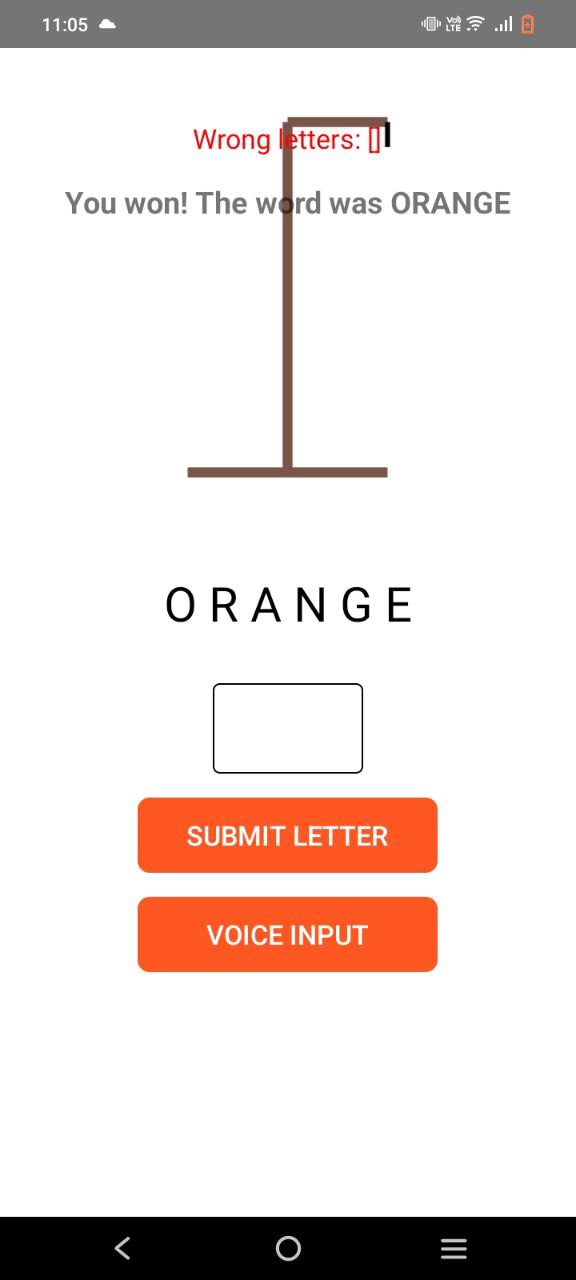 11:05
Vo) LTE
Wrong letters: []
You won! The word was ORANGE
O R A N G E
SUBMIT LETTER
VOICE INPUT